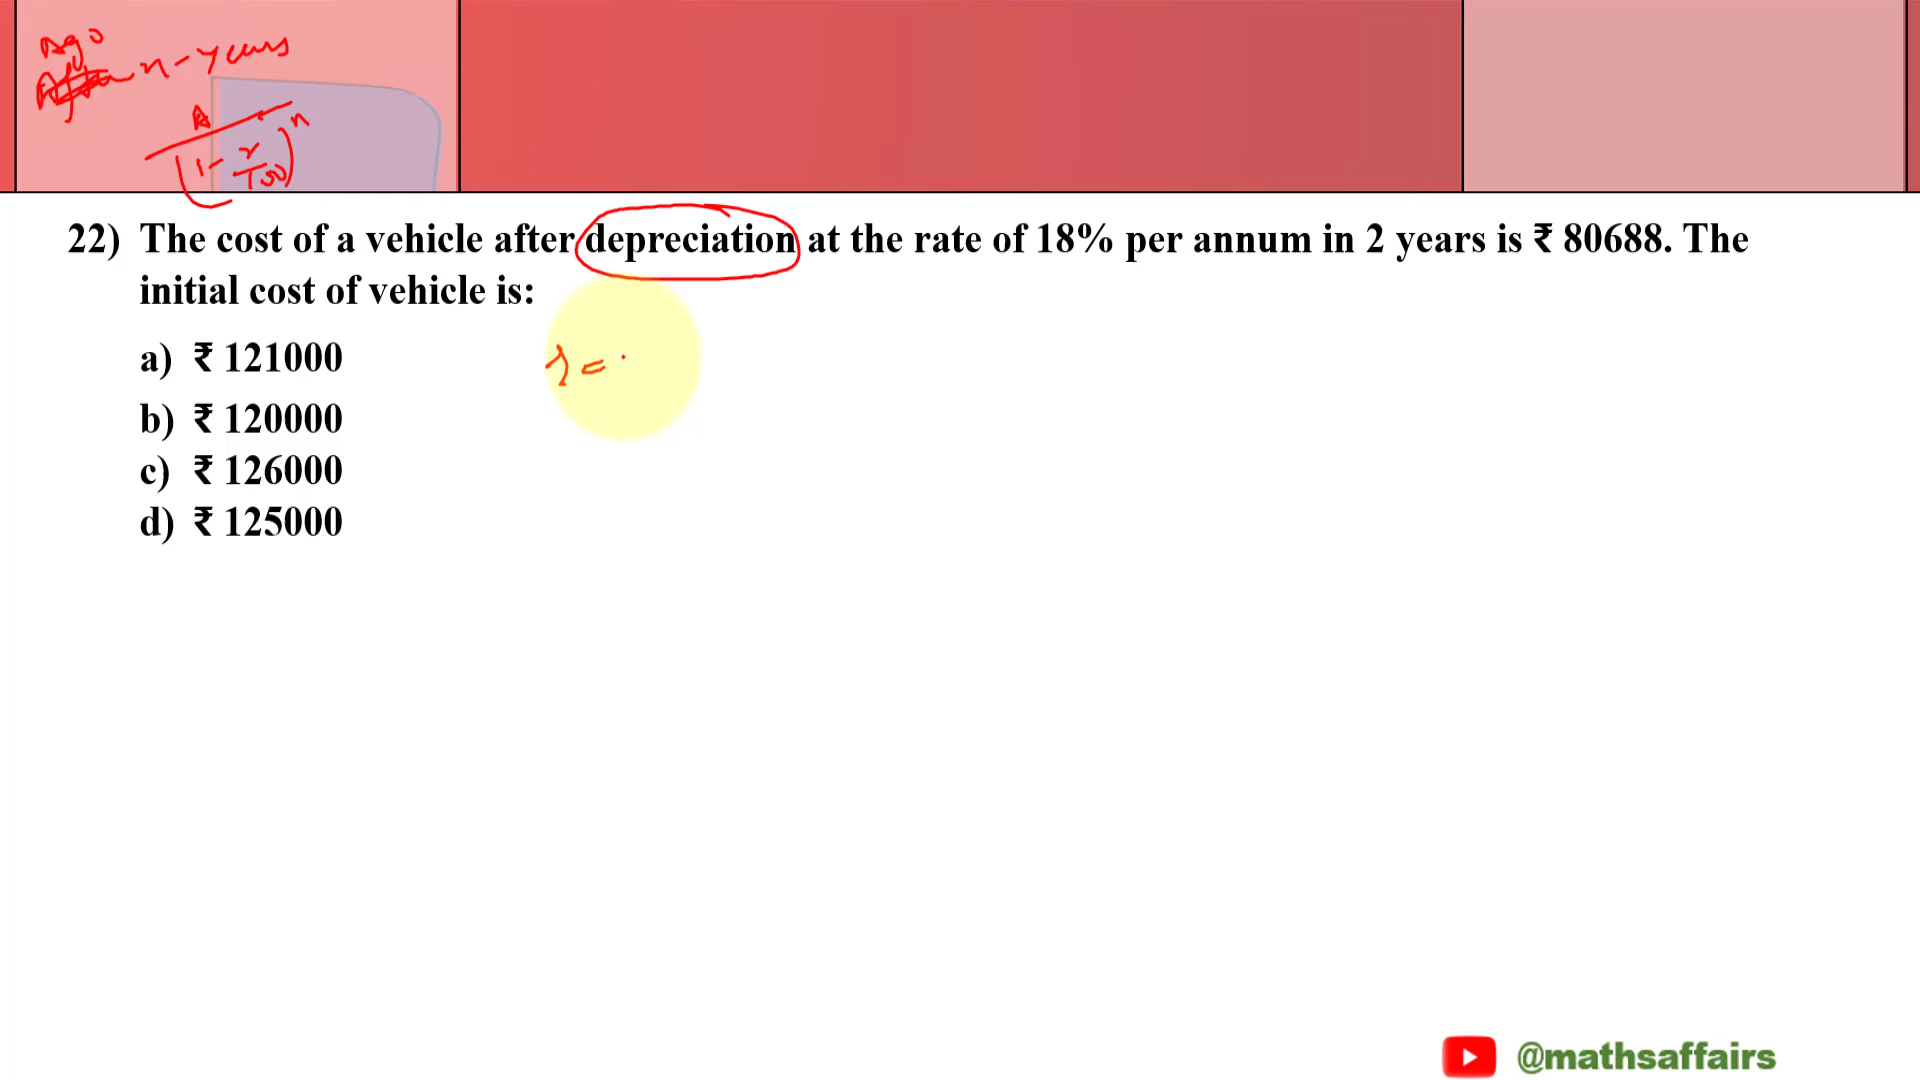 Ago
n-years
A
(1 - r/100)^n
22) The cost of a vehicle after depreciation at the rate of 18% per annum in 2 years is ₹ 80688. The
initial cost of vehicle is:
r =
a) ₹ 121000
b) ₹ 120000
c) ₹ 126000
d) ₹ 125000
@mathsaffairs